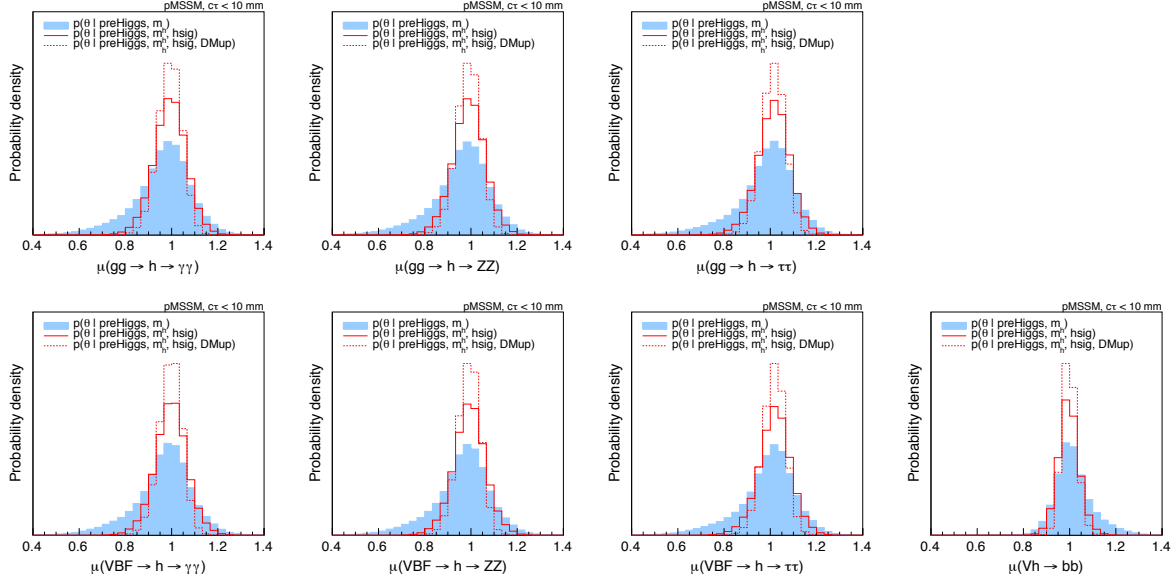 pMSSM, cτ < 10 mm
p(θ | preHiggs, m_h)
p(θ | preHiggs, m_h, hsig)
p(θ | preHiggs, m_h, hsig, DMup)
Probability density
0.4 0.6 0.8 1 1.2 1.4
μ(gg → h → γγ)
pMSSM, cτ < 10 mm
p(θ | preHiggs, m_h)
p(θ | preHiggs, m_h, hsig)
p(θ | preHiggs, m_h, hsig, DMup)
Probability density
0.4 0.6 0.8 1 1.2 1.4
μ(gg → h → ZZ)
pMSSM, cτ < 10 mm
p(θ | preHiggs, m_h)
p(θ | preHiggs, m_h, hsig)
p(θ | preHiggs, m_h, hsig, DMup)
Probability density
0.4 0.6 0.8 1 1.2 1.4
μ(gg → h → ττ)
pMSSM, cτ < 10 mm
p(θ | preHiggs, m_h)
p(θ | preHiggs, m_h, hsig)
p(θ | preHiggs, m_h, hsig, DMup)
Probability density
0.4 0.6 0.8 1 1.2 1.4
μ(VBF → h → γγ)
pMSSM, cτ < 10 mm
p(θ | preHiggs, m_h)
p(θ | preHiggs, m_h, hsig)
p(θ | preHiggs, m_h, hsig, DMup)
Probability density
0.4 0.6 0.8 1 1.2 1.4
μ(VBF → h → ZZ)
pMSSM, cτ < 10 mm
p(θ | preHiggs, m_h)
p(θ | preHiggs, m_h, hsig)
p(θ | preHiggs, m_h, hsig, DMup)
Probability density
0.4 0.6 0.8 1 1.2 1.4
μ(VBF → h → ττ)
pMSSM, cτ < 10 mm
p(θ | preHiggs, m_h)
p(θ | preHiggs, m_h, hsig)
p(θ | preHiggs, m_h, hsig, DMup)
Probability density
0.4 0.6 0.8 1 1.2 1.4
μ(Vh → bb)